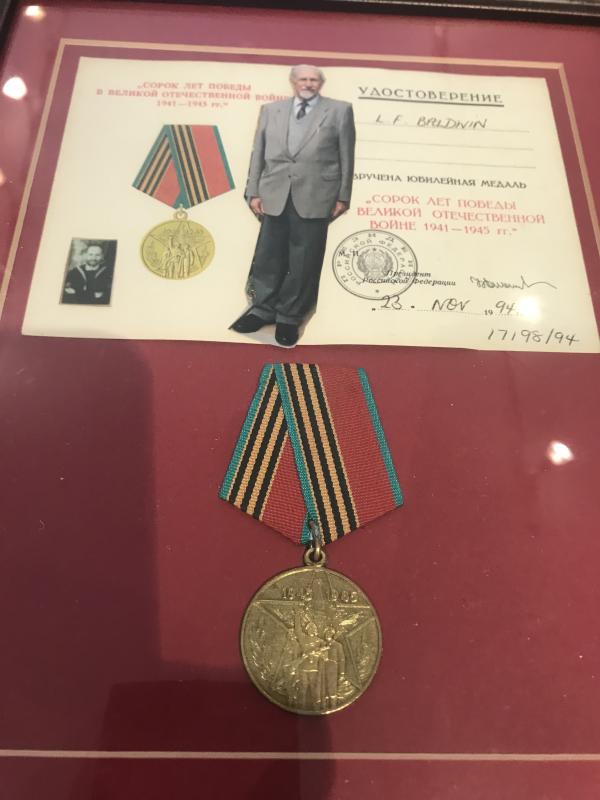 „СОРОК ЛЕТ ПОБЕДЫ
В ВЕЛИКОЙ ОТЕЧЕСТВЕННОЙ ВОЙНЕ
1941—1945 гг.“
УДОСТОВЕРЕНИЕ
L. F. BALDWIN
ВРУЧЕНА ЮБИЛЕЙНАЯ МЕДАЛЬ
„СОРОК ЛЕТ ПОБЕДЫ
ВЕЛИКОЙ ОТЕЧЕСТВЕННОЙ
ВОЙНЕ 1941—1945 гг.“
М. П.
Президент
Российской Федерации
„23. NOV 1994
17198/94
1945 1985